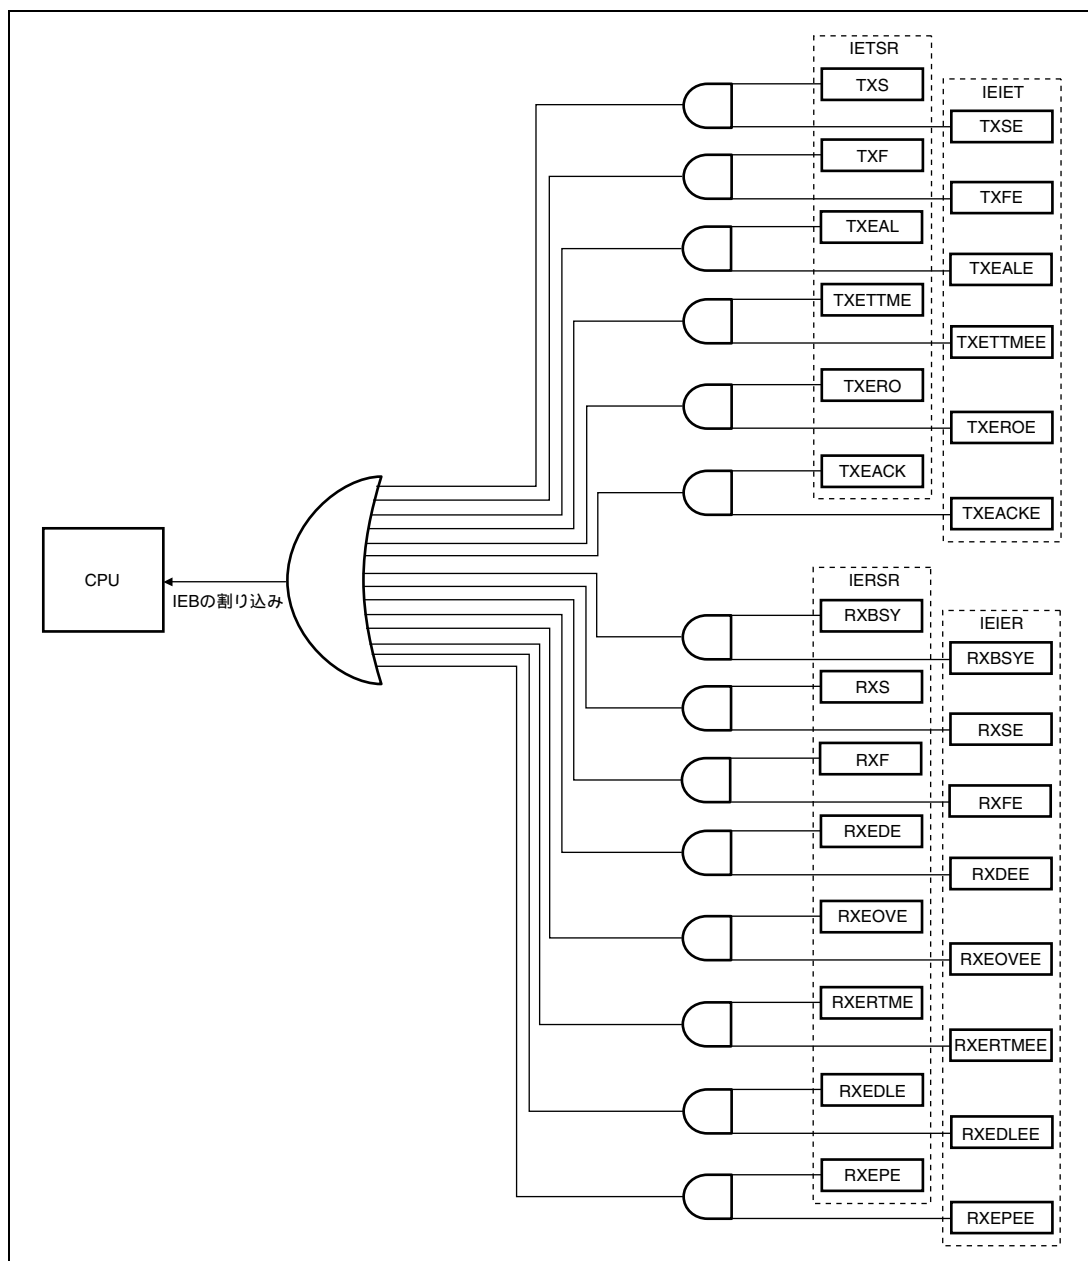 IETSR
TXS
IEIET
TXSE
TXF
TXFE
TXEAL
TXEALE
TXETTME
TXETTMEE
TXERO
TXEROE
TXEACK
TXEACKE
CPU
IEBの割り込み
IERSR
RXBSY
IEIER
RXBSYE
RXS
RXSE
RXF
RXFE
RXEDE
RXDEE
RXEOVE
RXEOVEE
RXERTME
RXERTMEE
RXEDLE
RXEDLEE
RXEPE
RXEPEE